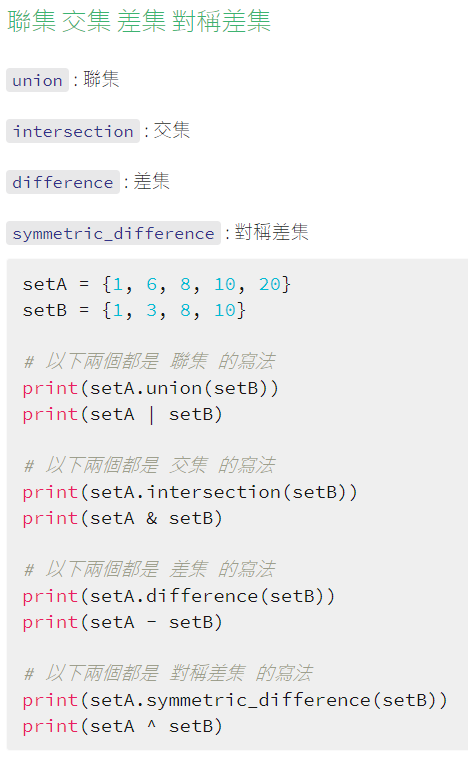 聯集 交集 差集 對稱差集
union : 聯集
intersection : 交集
difference : 差集
symmetric_difference : 對稱差集
setA = {1, 6, 8, 10, 20}
setB = {1, 3, 8, 10}
# 以下兩個都是 聯集 的寫法
print(setA.union(setB))
print(setA | setB)
# 以下兩個都是 交集 的寫法
print(setA.intersection(setB))
print(setA & setB)
# 以下兩個都是 差集 的寫法
print(setA.difference(setB))
print(setA - setB)
# 以下兩個都是 對稱差集 的寫法
print(setA.symmetric_difference(setB))
print(setA ^ setB)